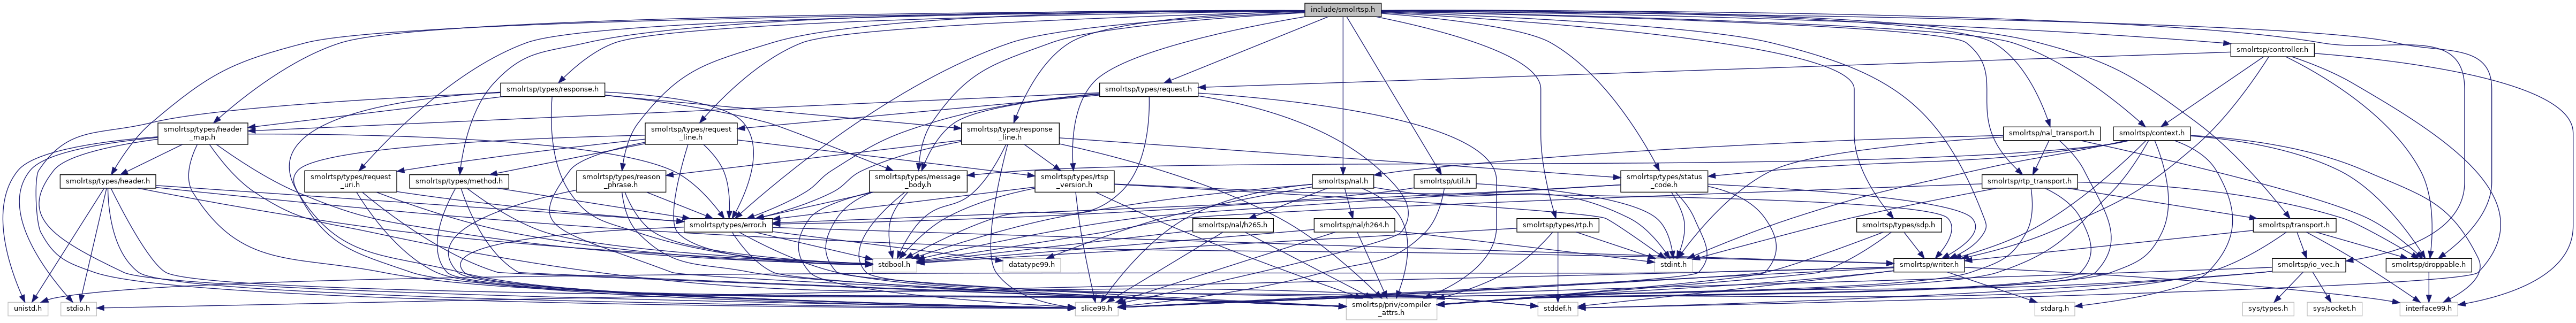 include/smolrtsp.h
smolrtsp/controller.h
smolrtsp/types/response.h
smolrtsp/types/request.h
smolrtsp/types/header
_map.h
smolrtsp/types/request
_line.h
smolrtsp/types/response
_line.h
smolrtsp/nal_transport.h
smolrtsp/context.h
smolrtsp/types/header.h
smolrtsp/types/request
_uri.h
smolrtsp/types/method.h
smolrtsp/types/reason
_phrase.h
smolrtsp/types/message
_body.h
smolrtsp/types/rtsp
_version.h
smolrtsp/nal.h
smolrtsp/util.h
smolrtsp/types/status
_code.h
smolrtsp/rtp_transport.h
smolrtsp/types/error.h
smolrtsp/nal/h265.h
smolrtsp/nal/h264.h
smolrtsp/types/rtp.h
smolrtsp/types/sdp.h
smolrtsp/transport.h
stdbool.h
datatype99.h
stdint.h
smolrtsp/writer.h
smolrtsp/io_vec.h
smolrtsp/droppable.h
unistd.h
stdio.h
slice99.h
smolrtsp/priv/compiler
_attrs.h
stddef.h
stdarg.h
sys/types.h
sys/socket.h
interface99.h